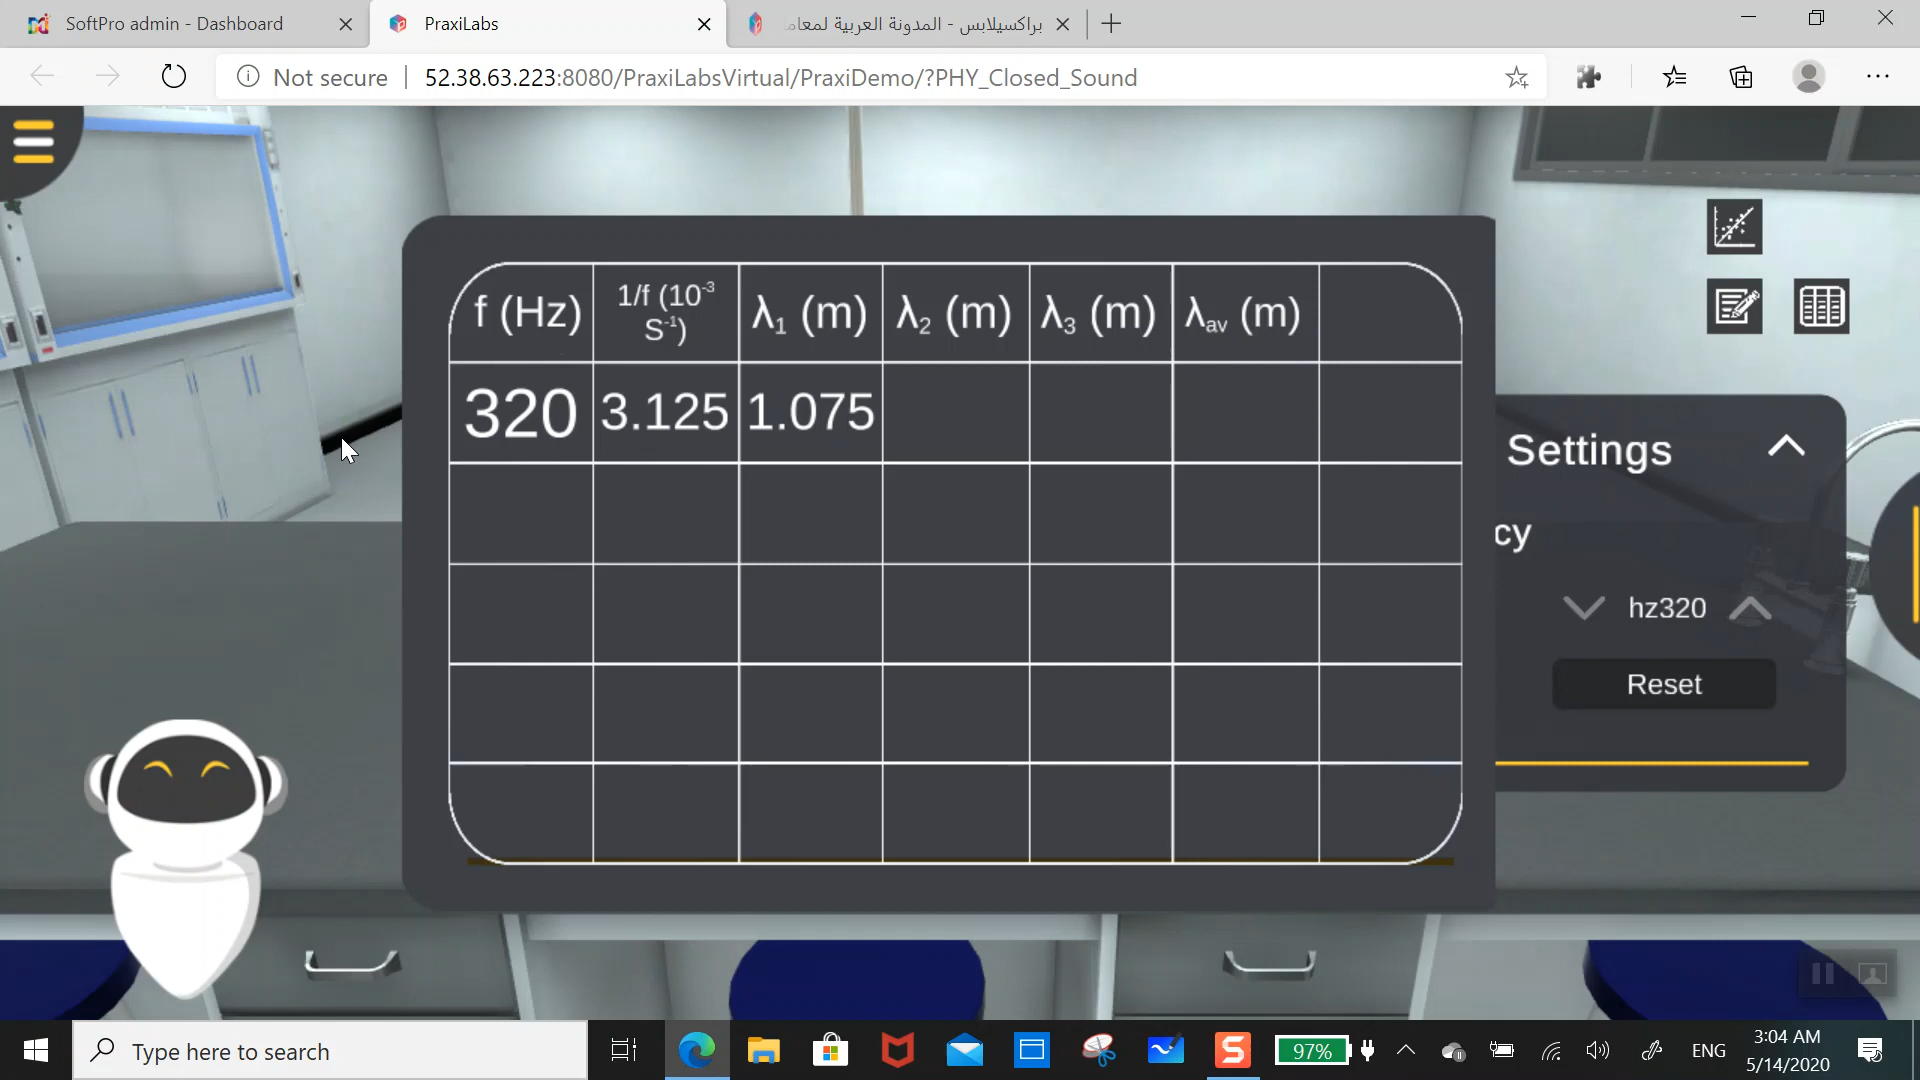 SoftPro admin - Dashboard
PraxiLabs
براكسيلابس - المدونة العربية لمعام
Not secure
52.38.63.223:8080/PraxiLabsVirtual/PraxiDemo/?PHY_Closed_Sound
f (Hz) 1/f (10⁻³ S⁻¹) λ₁ (m) λ₂ (m) λ₃ (m) λav (m)
320 3.125 1.075
Settings
cy
hz320
Reset
Type here to search
97%
ENG
3:04 AM
5/14/2020